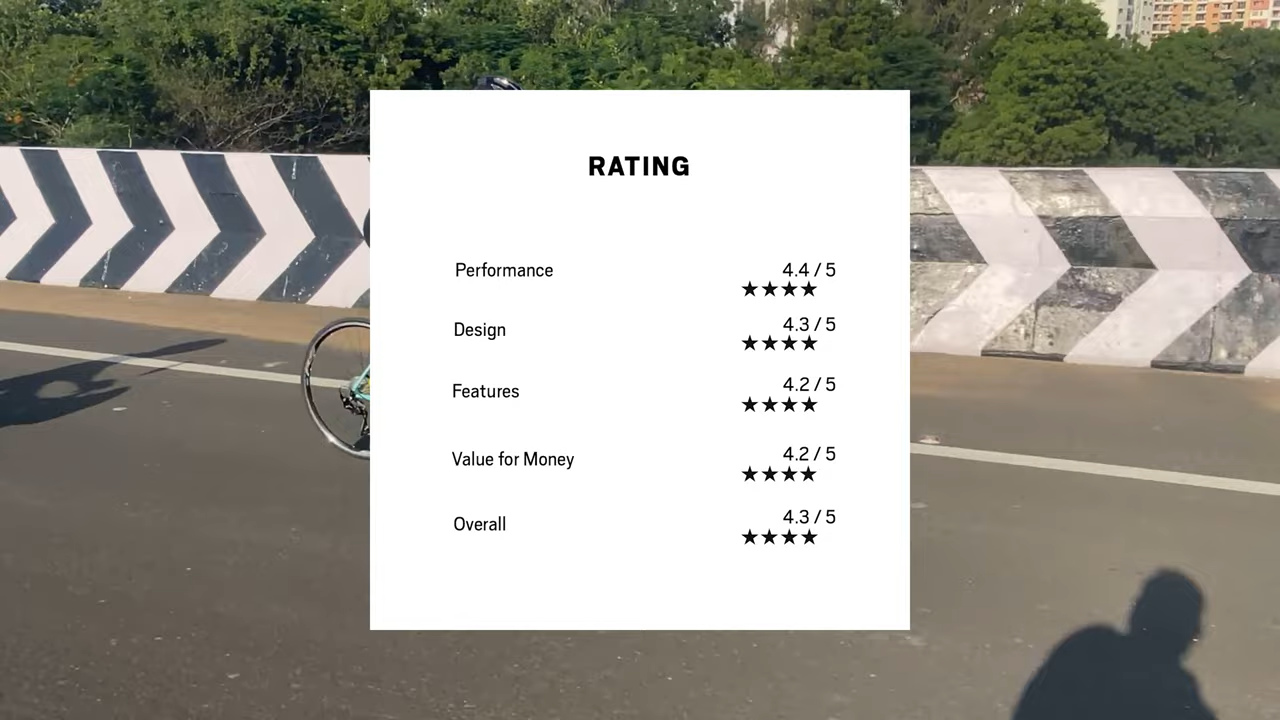 RATING
Performance 4.4 / 5
★★★★
Design 4.3 / 5
★★★★
Features 4.2 / 5
★★★★
Value for Money 4.2 / 5
★★★★
Overall 4.3 / 5
★★★★